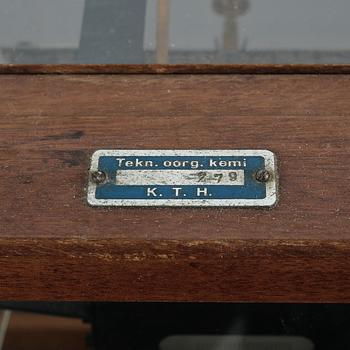 Tekn. oorg. kemi
279
K. T. H.